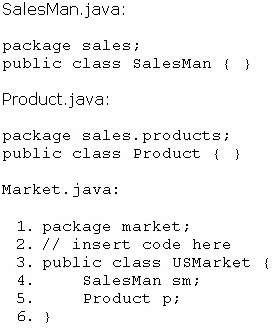 SalesMan.java:
package sales;
public class SalesMan { }
Product.java:
package sales.products;
public class Product { }
Market.java:
1. package market;
2. // insert code here
3. public class USMarket {
4.     SalesMan sm;
5.     Product p;
6. }